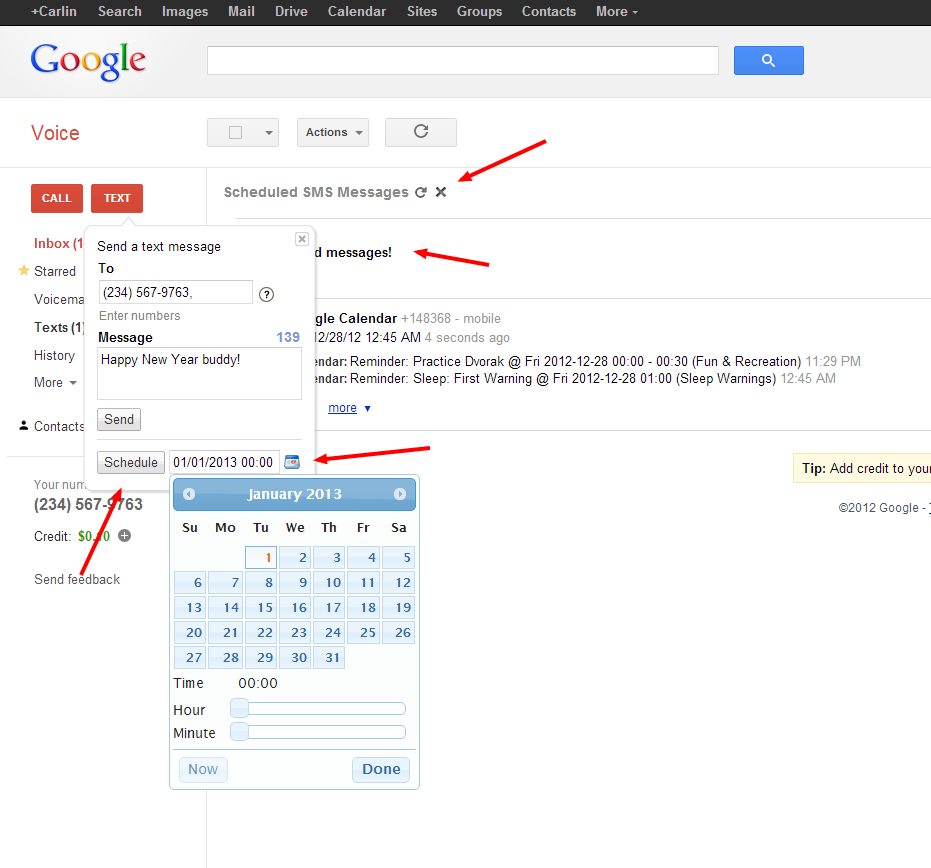 +Carlin Search Images Mail Drive Calendar Sites Groups Contacts More
Google
Voice
Actions
CALL TEXT
Scheduled SMS Messages
Inbox (1
Starred
Voicema
Texts (1)
History
More
Contacts
Your num
(234) 567-9763
Credit: $0.10
Send feedback
Send a text message
To
(234) 567-9763,
?
Enter numbers
Message 139
Happy New Year buddy!
Send
Schedule 01/01/2013 00:00
January 2013
Su Mo Tu We Th Fr Sa
1 2 3 4 5
6 7 8 9 10 11 12
13 14 15 16 17 18 19
20 21 22 23 24 25 26
27 28 29 30 31
Time 00:00
Hour
Minute
Now Done
d messages!
gle Calendar +148368 - mobile
12/28/12 12:45 AM 4 seconds ago
endar: Reminder: Practice Dvorak @ Fri 2012-12-28 00:00 - 00:30 (Fun & Recreation) 11:29 PM
endar: Reminder: Sleep: First Warning @ Fri 2012-12-28 01:00 (Sleep Warnings) 12:45 AM
more
Tip: Add credit to your
©2012 Google -